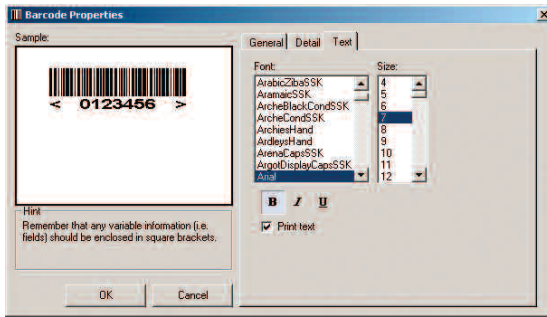 Barcode Properties
Sample:
< 0123456 >
Hint
Remember that any variable information (i.e.
fields) should be enclosed in square brackets.
OK Cancel
General Detail Text
Font: Size:
ArabicZibaSSK 4
AramaicSSK 5
ArcheBlackCondSSK 6
ArcheCondSSK 7
ArchiesHand 8
ArdleysHand 9
ArenaCapsSSK 10
ArgotDisplayCapsSSK 11
Arial 12
B I U
Print text